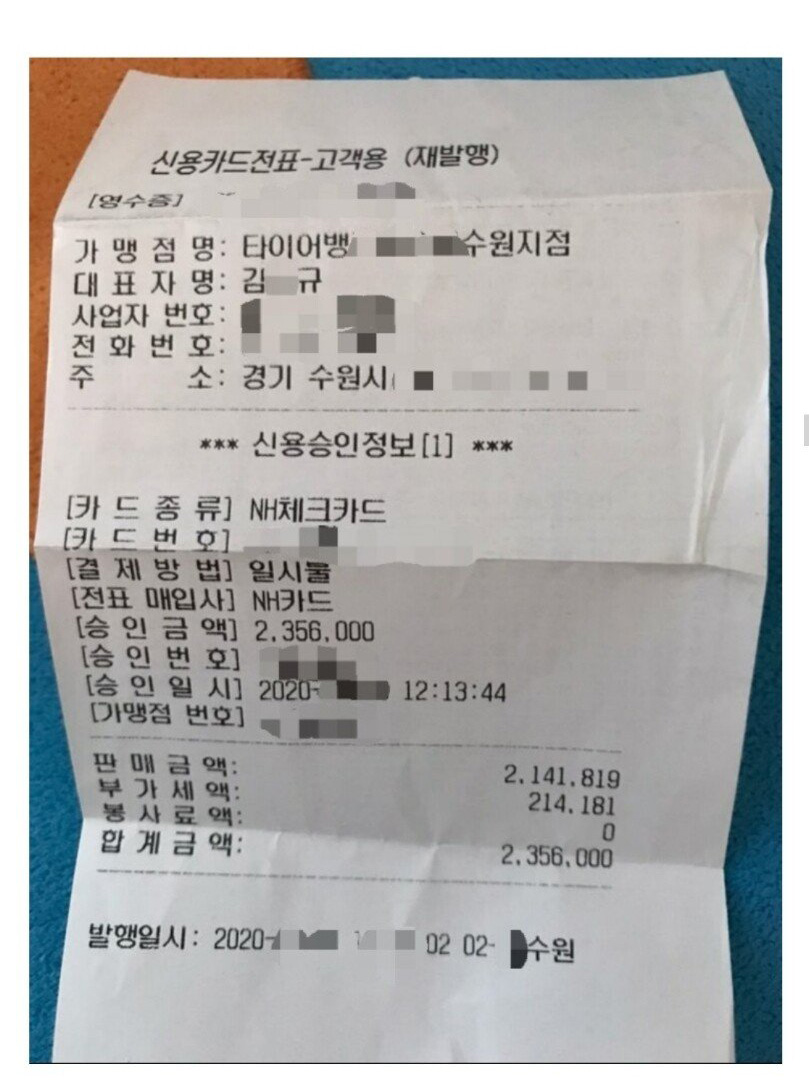 신용카드전표-고객용 (재발행)
[영수증]
가 맹 점 명: 타이어뱅 수원지점
대 표 자 명: 김 규
사업자 번호:
전 화 번 호:
주 소: 경기 수원시
*** 신용승인정보[1] ***
[카 드 종 류] NH체크카드
[카 드 번 호]
[결 제 방 법] 일시불
[전표 매입사] NH카드
[승 인 금 액] 2,356,000
[승 인 번 호]
[승 인 일 시] 2020- 12:13:44
[가맹점 번호]
판 매 금 액: 2,141,819
부 가 세 액: 214,181
봉 사 료 액: 0
합 계 금 액: 2,356,000
발행일시: 2020- 02 02- 수원